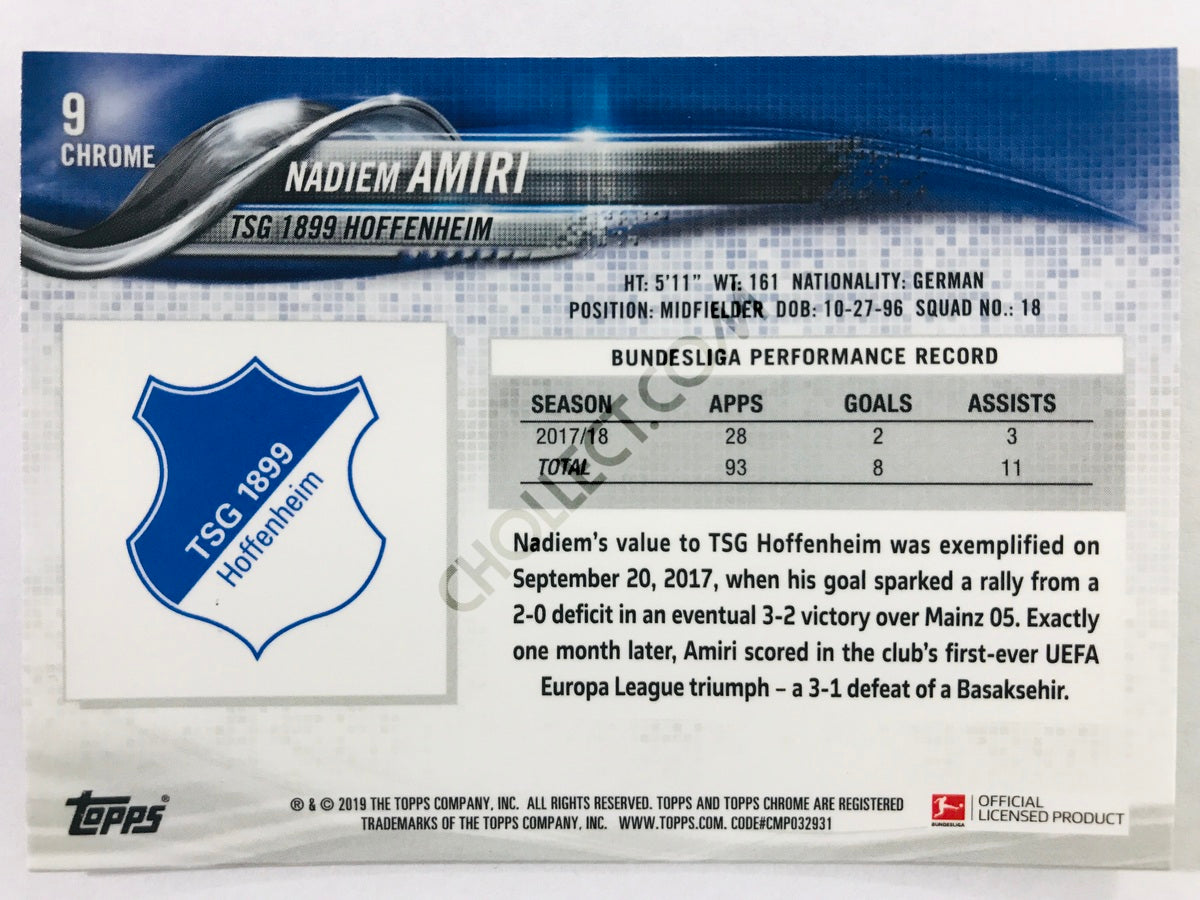 9
CHROME
NADIEM AMIRI
TSG 1899 HOFFENHEIM
HT: 5'11" WT: 161 NATIONALITY: GERMAN
POSITION: MIDFIELDER DOB: 10-27-96 SQUAD NO.: 18
BUNDESLIGA PERFORMANCE RECORD
SEASON APPS GOALS ASSISTS
2017/18 28 2 3
TOTAL 93 8 11
TSG 1899
Hoffenheim
Nadiem's value to TSG Hoffenheim was exemplified on
September 20, 2017, when his goal sparked a rally from a
2-0 deficit in an eventual 3-2 victory over Mainz 05. Exactly
one month later, Amiri scored in the club's first-ever UEFA
Europa League triumph – a 3-1 defeat of a Basaksehir.
CHOLLECT.COM
topps®
® & © 2019 THE TOPPS COMPANY, INC. ALL RIGHTS RESERVED. TOPPS AND TOPPS CHROME ARE REGISTERED
TRADEMARKS OF THE TOPPS COMPANY, INC. WWW.TOPPS.COM. CODE#CMP032931
BUNDESLIGA
OFFICIAL
LICENSED PRODUCT